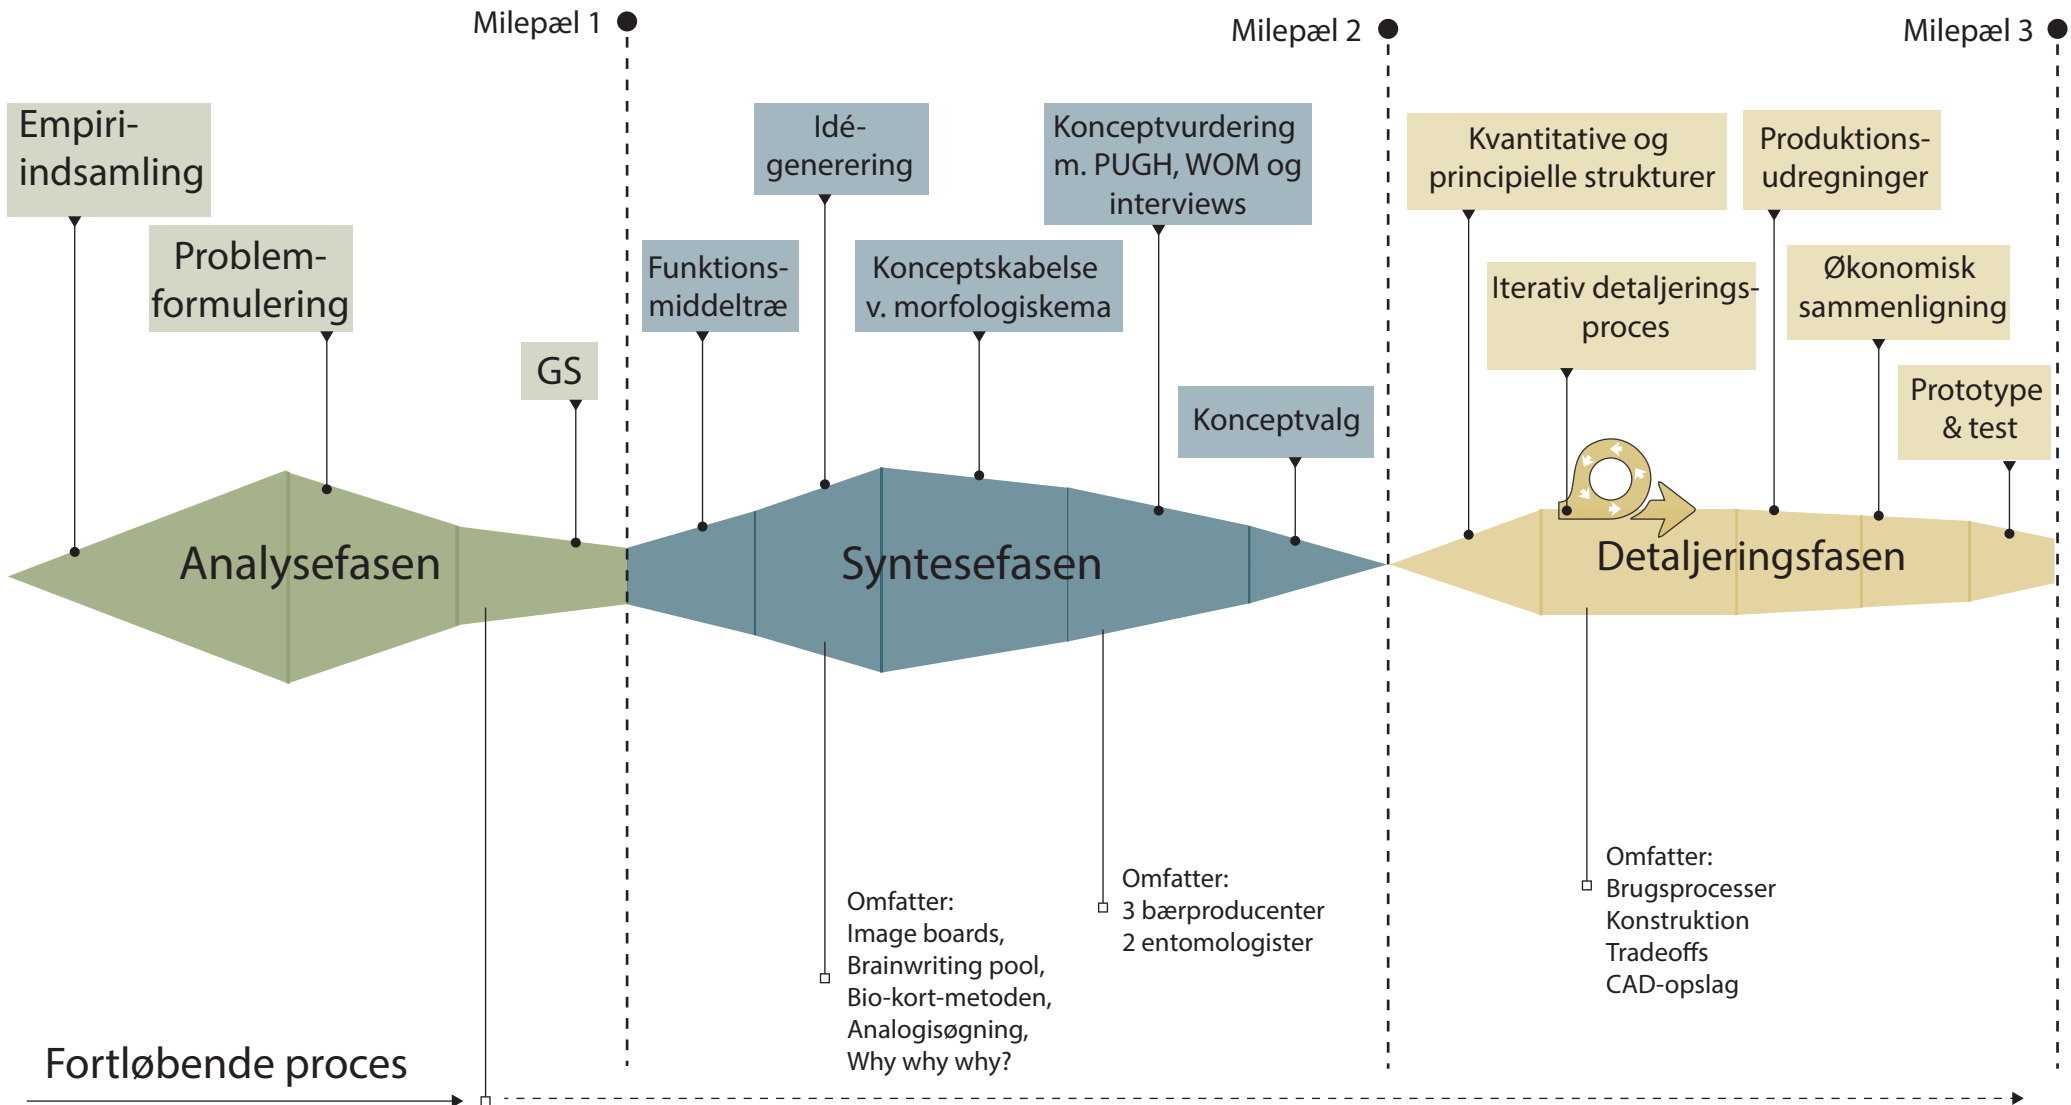 Milepæl 1
Milepæl 2
Milepæl 3
Empiri-
indsamling
Problem-
formulering
GS
Funktions-
middeltræ
Idé-
generering
Konceptskabelse
v. morfologiskema
Konceptvurdering
m. PUGH, WOM og
interviews
Konceptvalg
Kvantitative og
principielle strukturer
Iterativ detaljerings-
proces
Produktions-
udregninger
Økonomisk
sammenligning
Prototype
& test
Analysefasen
Syntesefasen
Detaljeringsfasen
Omfatter:
Image boards,
Brainwriting pool,
Bio-kort-metoden,
Analogisøgning,
Why why why?
Omfatter:
3 bærproducenter
2 entomologister
Omfatter:
Brugsprocesser
Konstruktion
Tradeoffs
CAD-opslag
Fortløbende proces